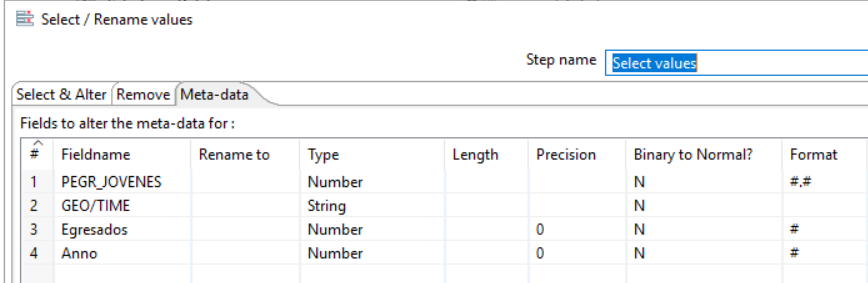 Select / Rename values
Step name Select values
Select & Alter Remove Meta-data
Fields to alter the meta-data for :
# Fieldname Rename to Type Length Precision Binary to Normal? Format
1 PEGR_JOVENES Number N #.#
2 GEO/TIME String N
3 Egresados Number 0 N #
4 Anno Number 0 N #